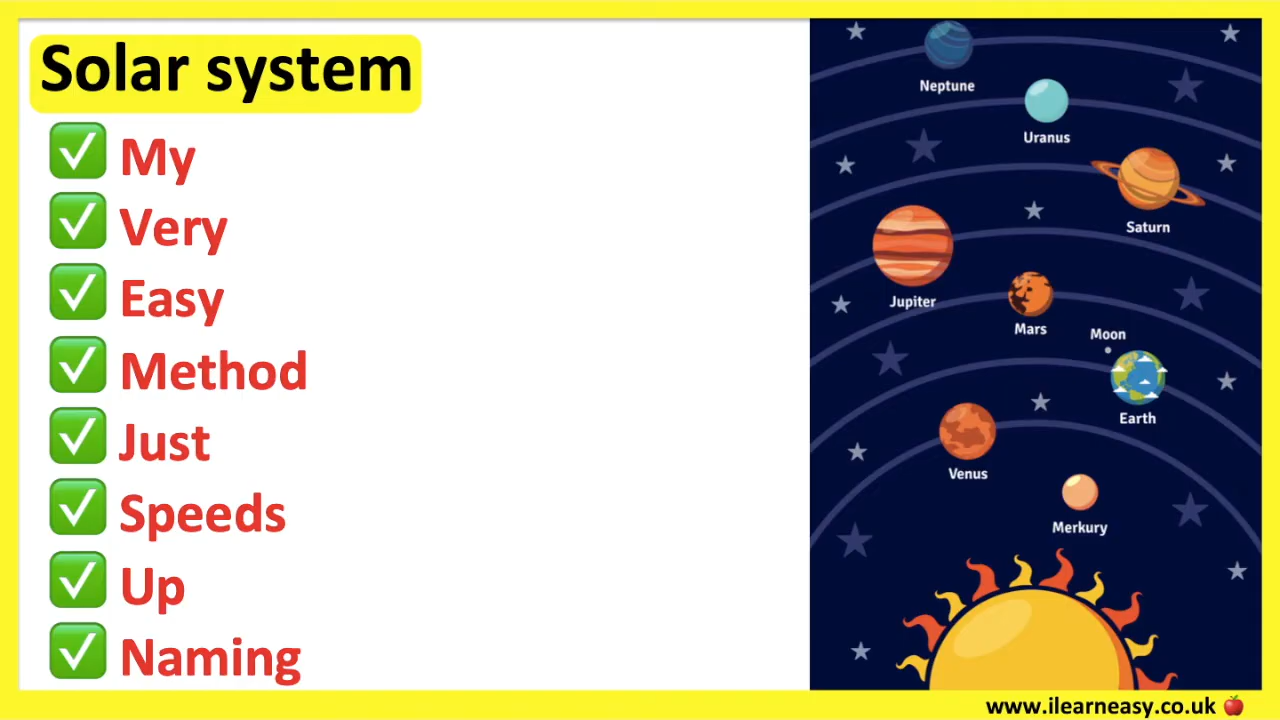 Solar system
My
Very
Easy
Method
Just
Speeds
Up
Naming
Neptune
Uranus
Saturn
Jupiter
Mars
Moon
Earth
Venus
Merkury
www.ilearneasy.co.uk